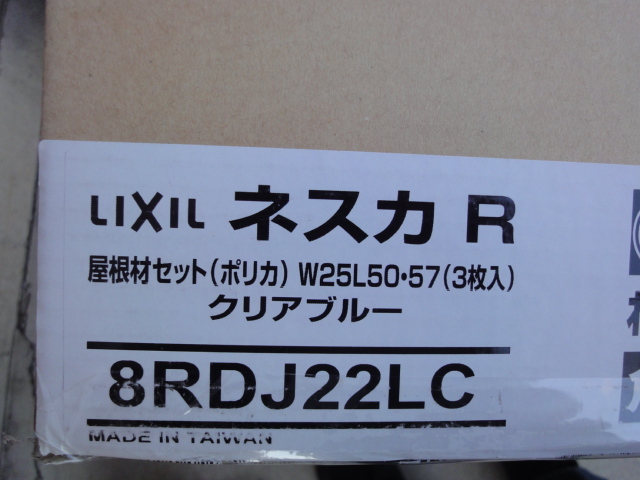 LIXIL ネスカ R
屋根材セット(ポリカ) W25L50・57(3枚入)
クリアブルー
8RDJ22LC
MADE IN TAIWAN